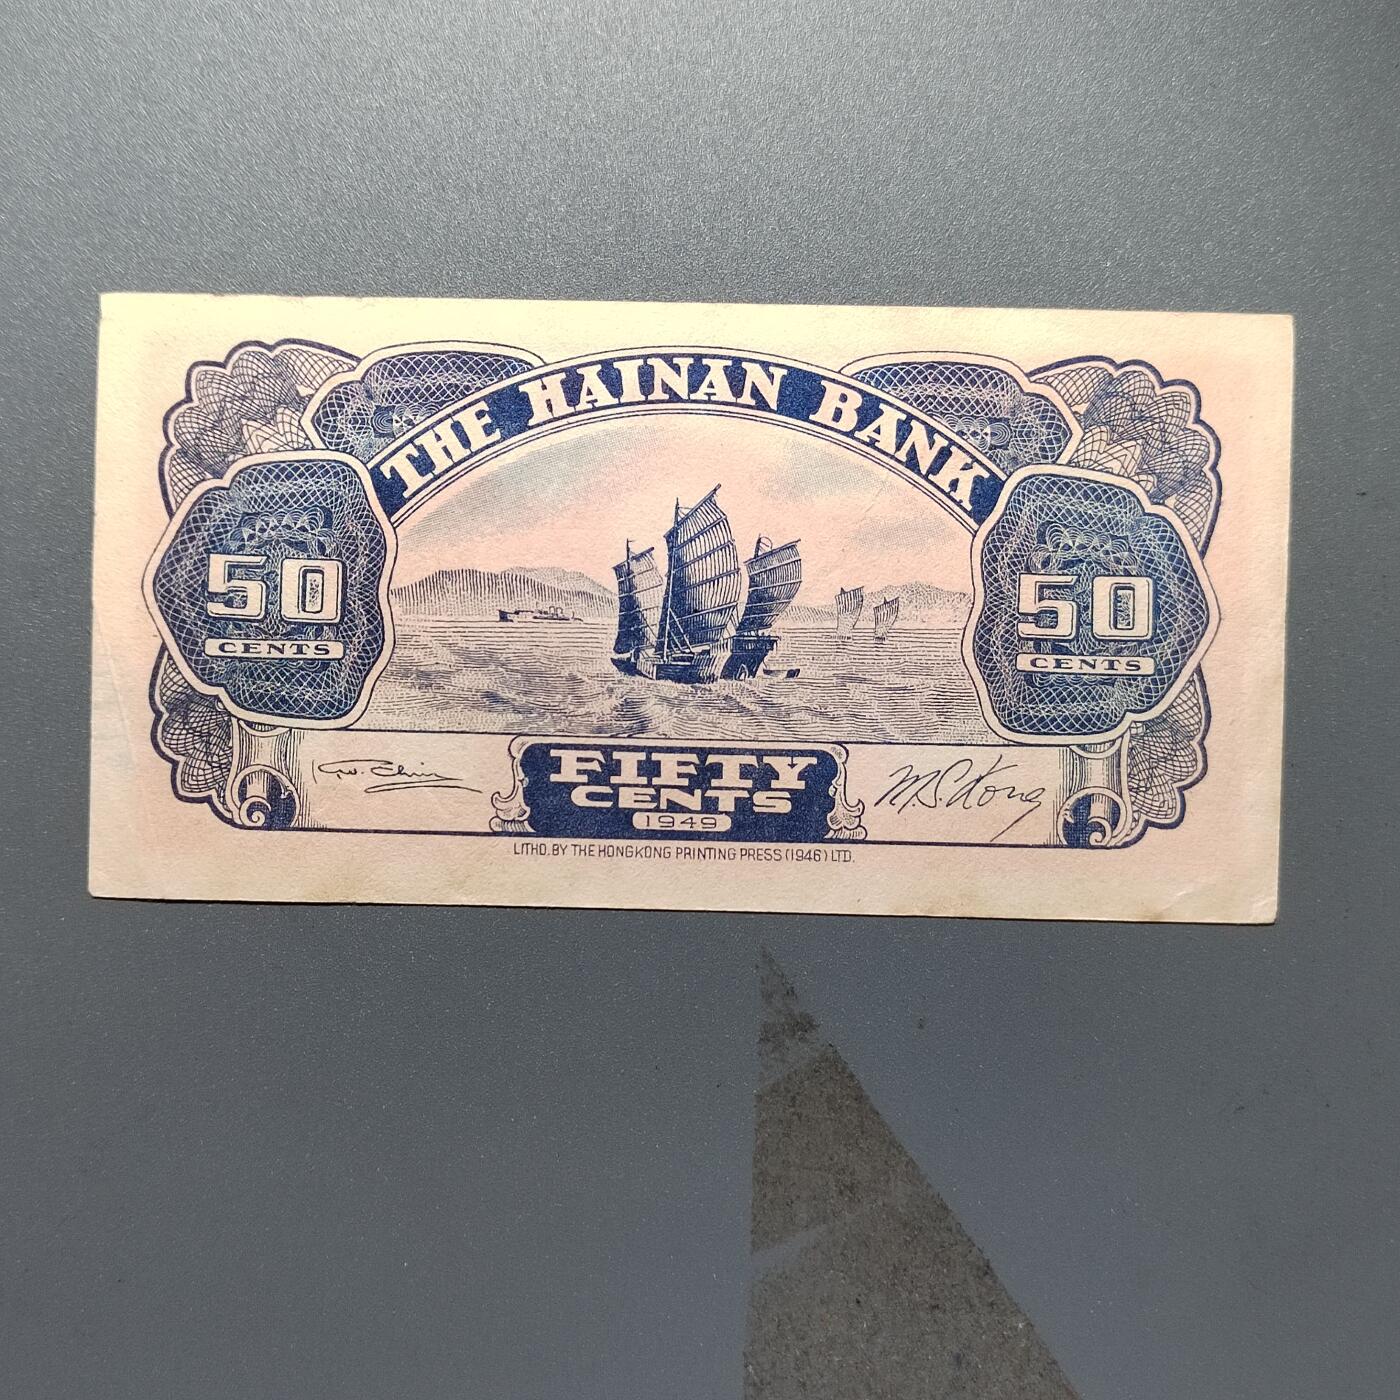 THE HAINAN BANK
50
CENTS
50
CENTS
FIFTY
CENTS
1949
LITHO. BY THE HONGKONG PRINTING PRESS (1946) LTD.